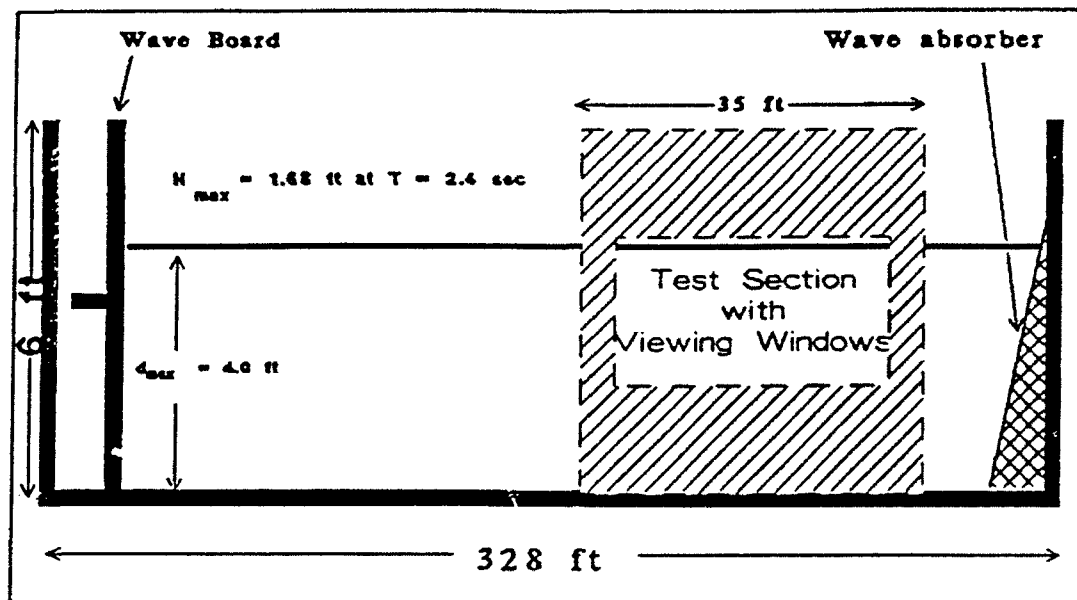 Wave Board
Wave absorber
35 ft
H max = 1.68 ft at T = 2.4 sec
6 ft
Test Section
with
Viewing Windows
d max = 4.0 ft
328 ft